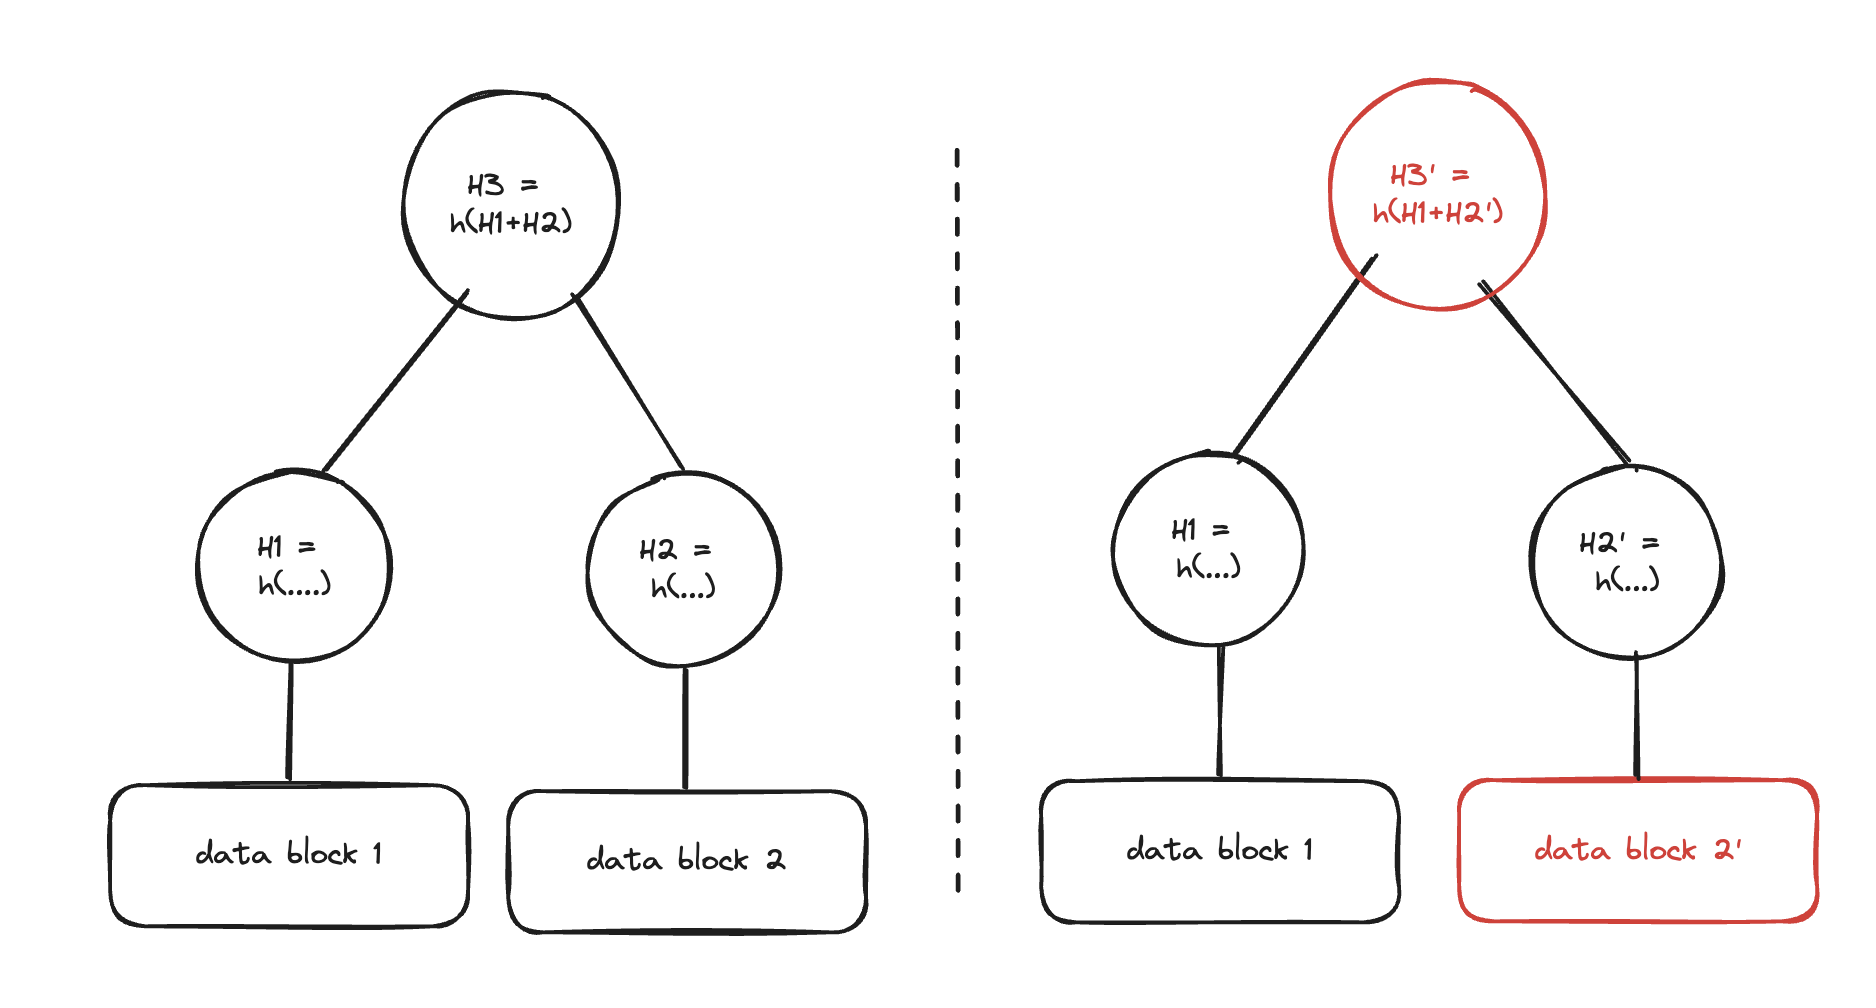 H3 =
h(H1+H2)
H1 =
h(....)
H2 =
h(...)
data block 1
data block 2
H3' =
h(H1+H2')
H1 =
h(...)
H2' =
h(...)
data block 1
data block 2'